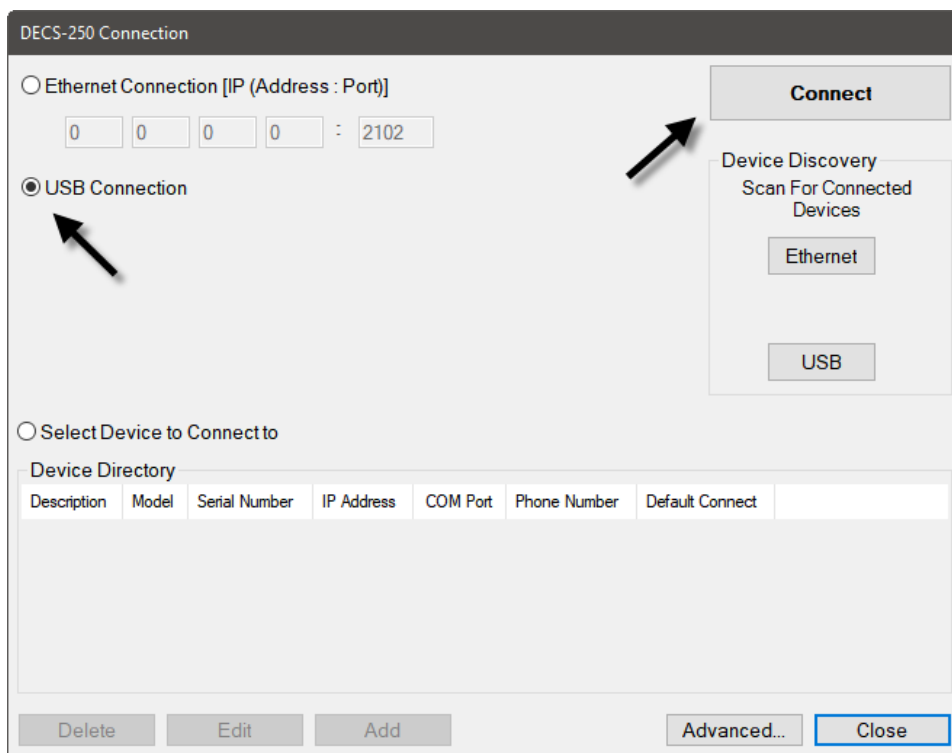 DECS-250 Connection
Ethernet Connection [IP (Address : Port)]
Connect
0 0 0 0 : 2102
Device Discovery
Scan For Connected
Devices
USB Connection
Ethernet
USB
Select Device to Connect to
Device Directory
Description Model Serial Number IP Address COM Port Phone Number Default Connect
Delete Edit Add Advanced... Close